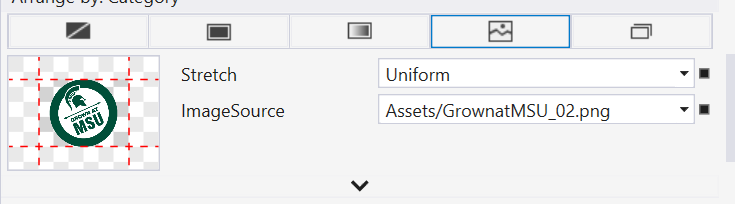 Arrange by: Category
Stretch
Uniform
GROWN AT
MSU
ImageSource
Assets/GrownatMSU_02.png